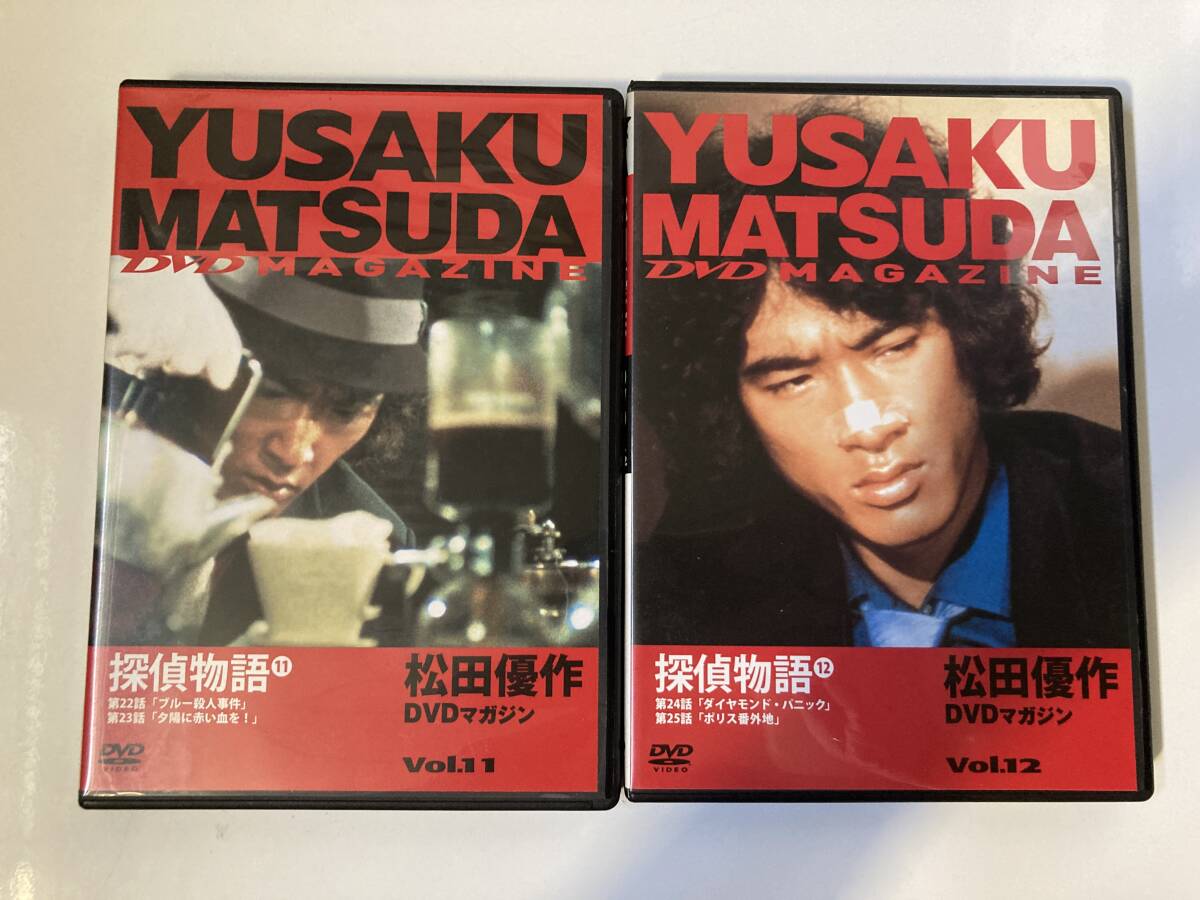 YUSAKU
MATSUDA
DVD MAGAZINE
探偵物語⑪
第22話「ブルー殺人事件」
第23話「夕陽に赤い血を!」
松田優作
DVDマガジン
DVD
VIDEO
Vol.11
YUSAKU
MATSUDA
DVD MAGAZINE
探偵物語⑫
第24話「ダイヤモンド・パニック」
第25話「ポリス番外地」
松田優作
DVDマガジン
DVD
VIDEO
Vol.12